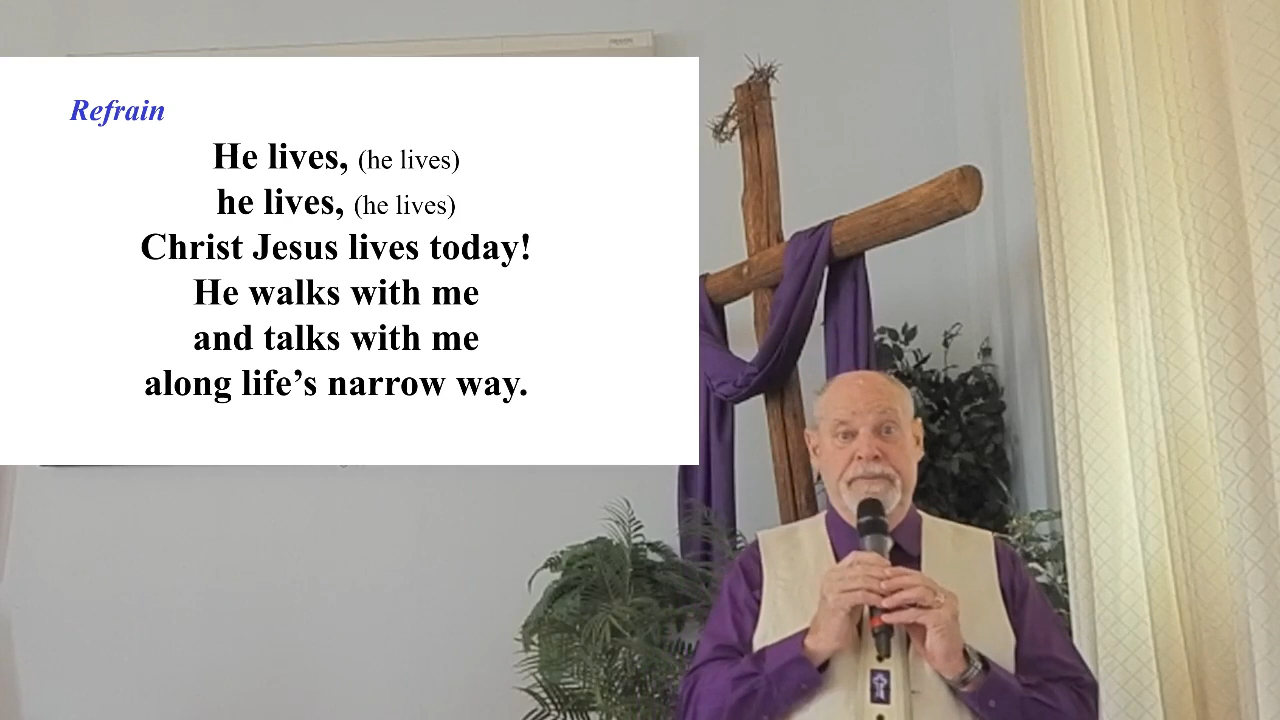 Refrain
He lives, (he lives)
he lives, (he lives)
Christ Jesus lives today!
He walks with me
and talks with me
along life’s narrow way.